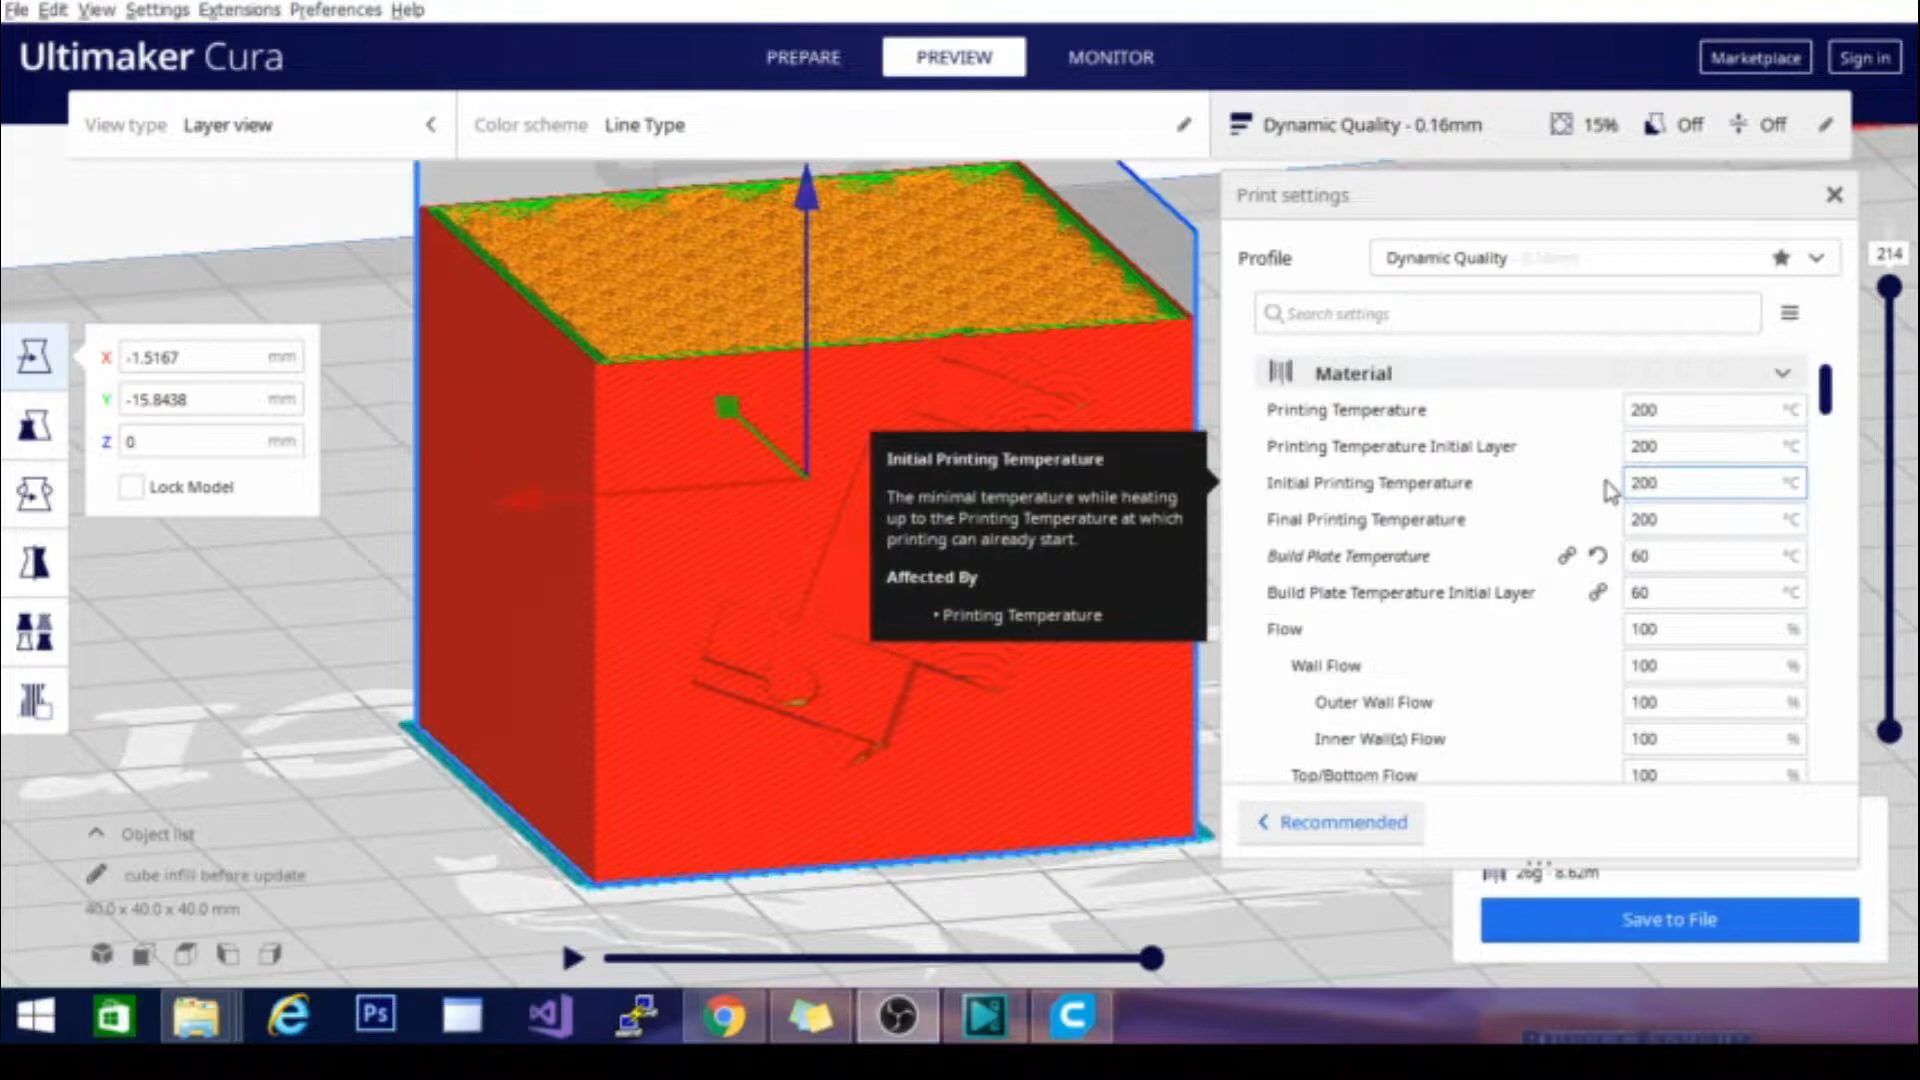 File Edit View Settings Extensions Preferences Help
Ultimaker Cura
PREPARE
PREVIEW
MONITOR
Marketplace
Sign in
View type Layer view
Color scheme Line Type
Dynamic Quality - 0.16mm
15%
Off
Off
Print settings
Profile
Dynamic Quality
Search settings
Material
Printing Temperature 200 °C
Printing Temperature Initial Layer 200 °C
Initial Printing Temperature 200 °C
Final Printing Temperature 200 °C
Build Plate Temperature 60 °C
Build Plate Temperature Initial Layer 60 °C
Flow 100 %
Wall Flow 100 %
Outer Wall Flow 100 %
Inner Wall(s) Flow 100 %
Top/Bottom Flow 100 %
Recommended
214
X -1.5167 mm
Y -15.8438 mm
Z 0 mm
Lock Model
Initial Printing Temperature
The minimal temperature while heating
up to the Printing Temperature at which
printing can already start.
Affected By
• Printing Temperature
Object list
cube infill before update
40.0 x 40.0 x 40.0 mm
26g · 8.62m
Save to File
Ps